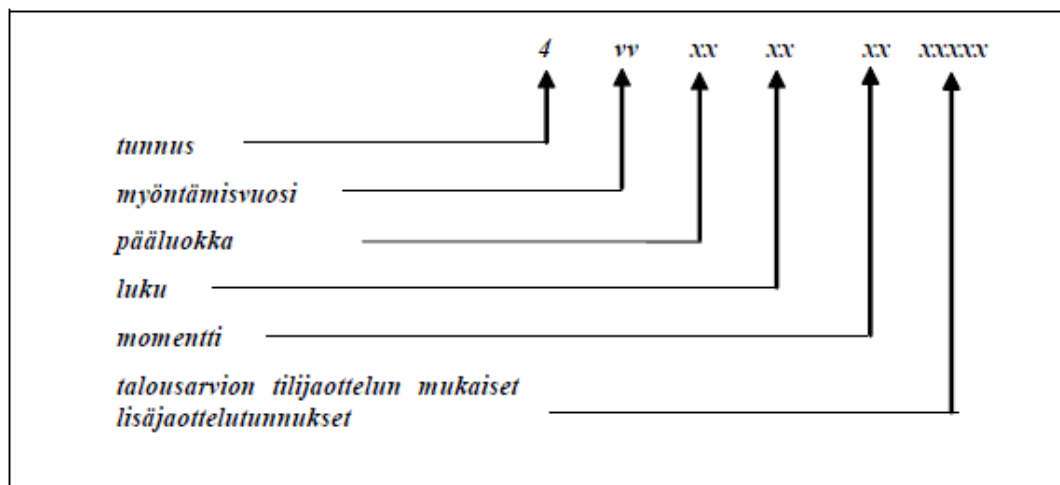 4 vv xx xx xx xxxxx
tunnus
myöntämisvuosi
pääluokka
luku
momentti
talousarvion tilijaottelun mukaiset
lisäjaottelutunnukset